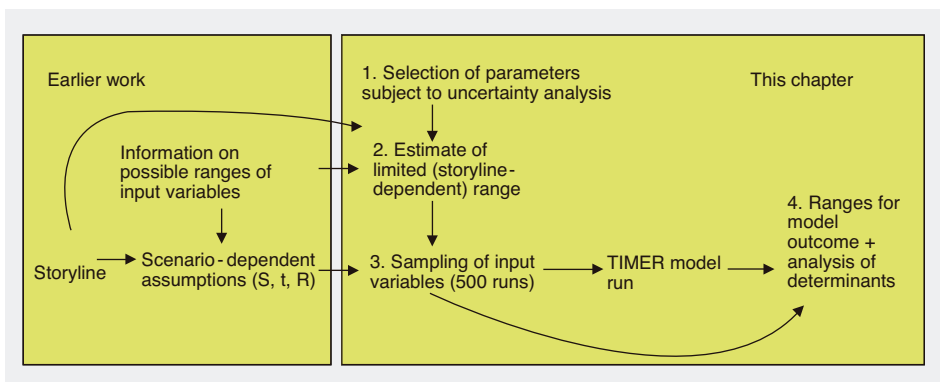 Earlier work
Information on
possible ranges of
input variables
Storyline
Scenario-dependent
assumptions (S, t, R)
This chapter
1. Selection of parameters
subject to uncertainty analysis
2. Estimate of
limited (storyline-
dependent) range
3. Sampling of input
variables (500 runs)
TIMER model
run
4. Ranges for
model
outcome +
analysis of
determinants